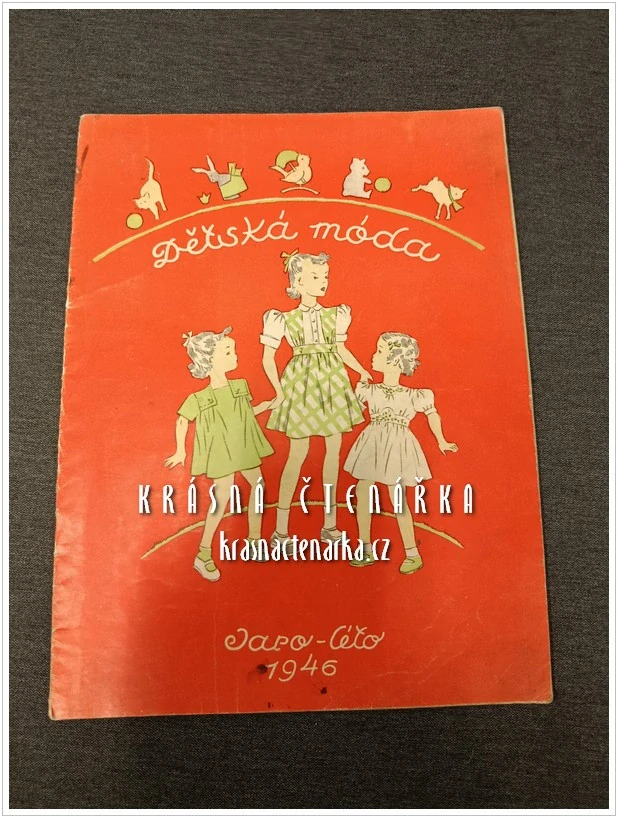 Dětská móda
KRÁSNÁ ČTENÁŘKA
krasnactenarka.cz
Jaro-léto
1946